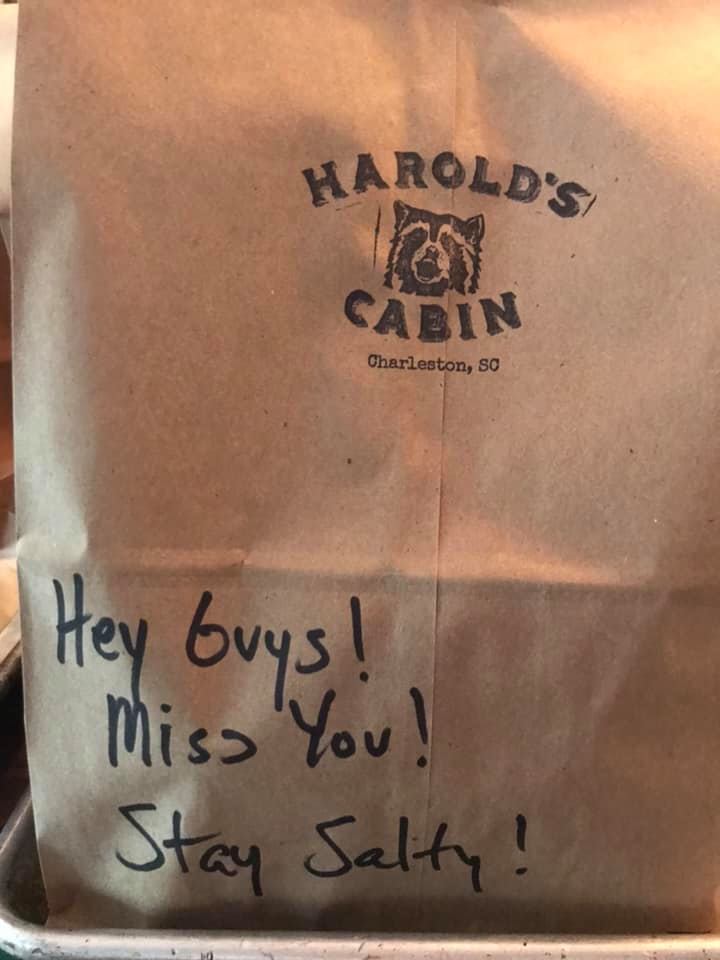 HAROLD'S
CABIN
Charleston, SC
Hey Guys!
Miss You!
Stay Salty!